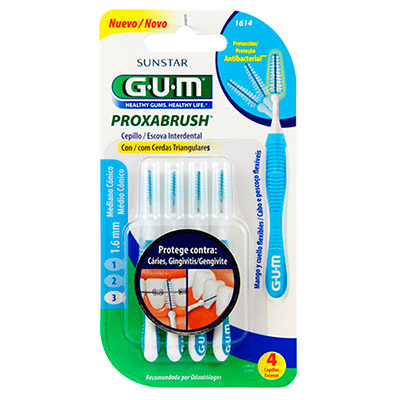 Nuevo/Novo
1614
SUNSTAR
G·U·M®
HEALTHY GUMS. HEALTHY LIFE.®
PROXABRUSH®
Cepillo / Escova Interdental
Con / com Cerdas Triangulares
Protección/
Proteção
Antibacterial
Mediano Cónico
Médio Cônico
1.6 mm
1
2
3
Mango y cuello flexibles / Cabo e pescoço flexíveis
G·U·M
Protege contra:
Cáries, Gingivitis/Gengivite
G·U·M
G·U·M
4
Cepillos
Escovas
Recomendado por Odontólogos